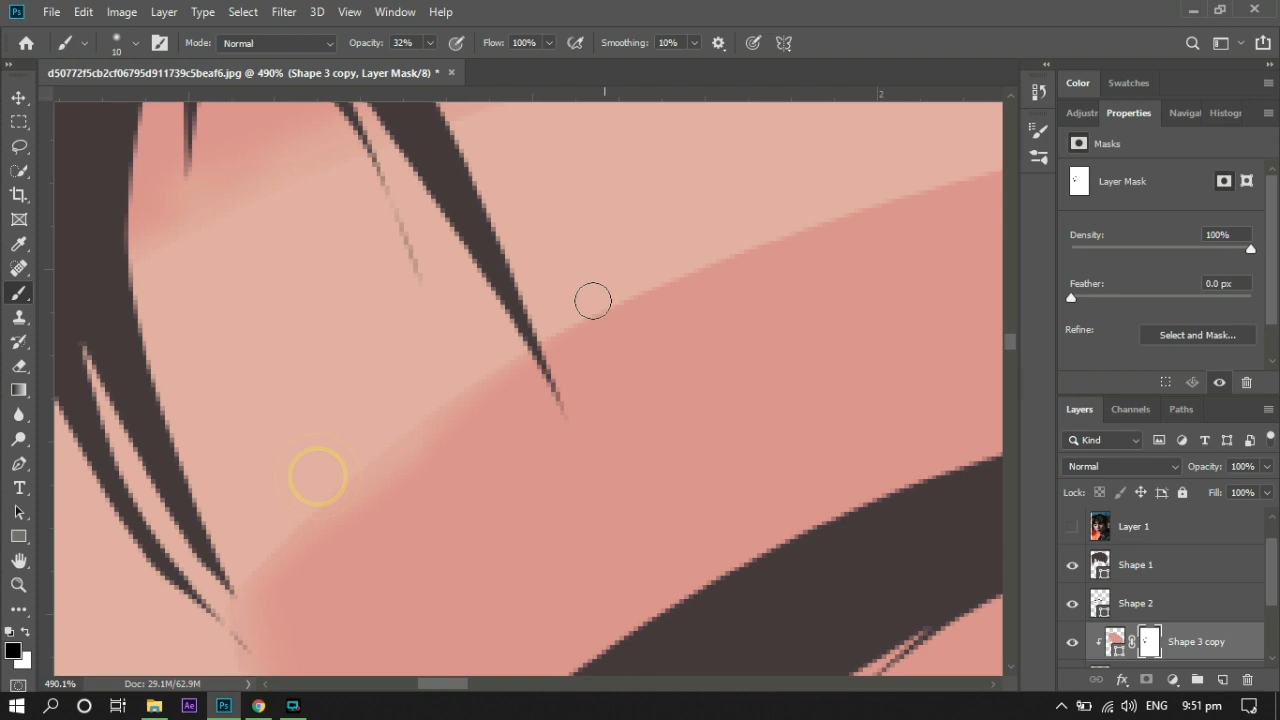 Ps File Edit Image Layer Type Select Filter 3D View Window Help
10 Mode: Normal Opacity: 32% Flow: 100% Smoothing: 10%
d50772f5cb2cf06795d911739c5beaf6.jpg @ 490% (Shape 3 copy, Layer Mask/8) * ×
Color Swatches
2
Adjustr Properties Navigat Histogr
Masks
Layer Mask
Density: 100%
Feather: 0.0 px
Refine: Select and Mask...
Layers Channels Paths
Kind
Normal Opacity: 100%
Lock: Fill: 100%
Layer 1
Shape 1
Shape 2
Shape 3 copy
490.1% Doc: 29.1M/62.9M
Ae Ps ENG 9:51 pm